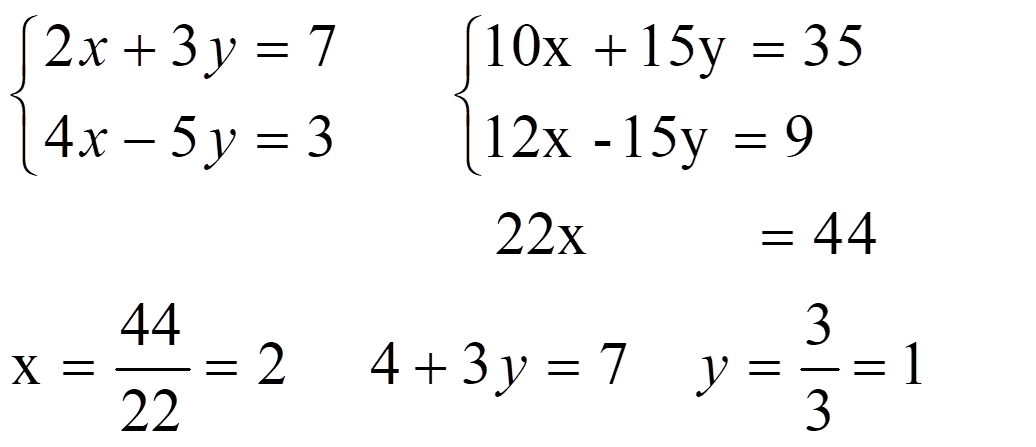 2x + 3y = 7 10x + 15y = 35
4x − 5y = 3 12x - 15y = 9
22x = 44
x = 44/22 = 2 4 + 3y = 7 y = 3/3 = 1